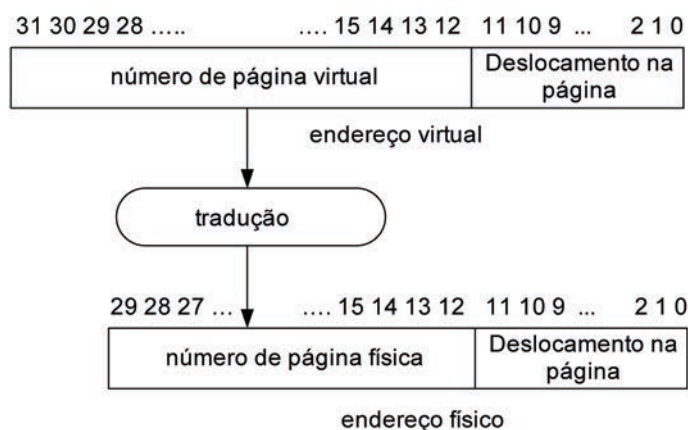 31 30 29 28 ..... .... 15 14 13 12 11 10 9 ... 2 1 0
número de página virtual
Deslocamento na
página
endereço virtual
tradução
29 28 27 ... .... 15 14 13 12 11 10 9 ... 2 1 0
número de página física
Deslocamento na
página
endereço físico